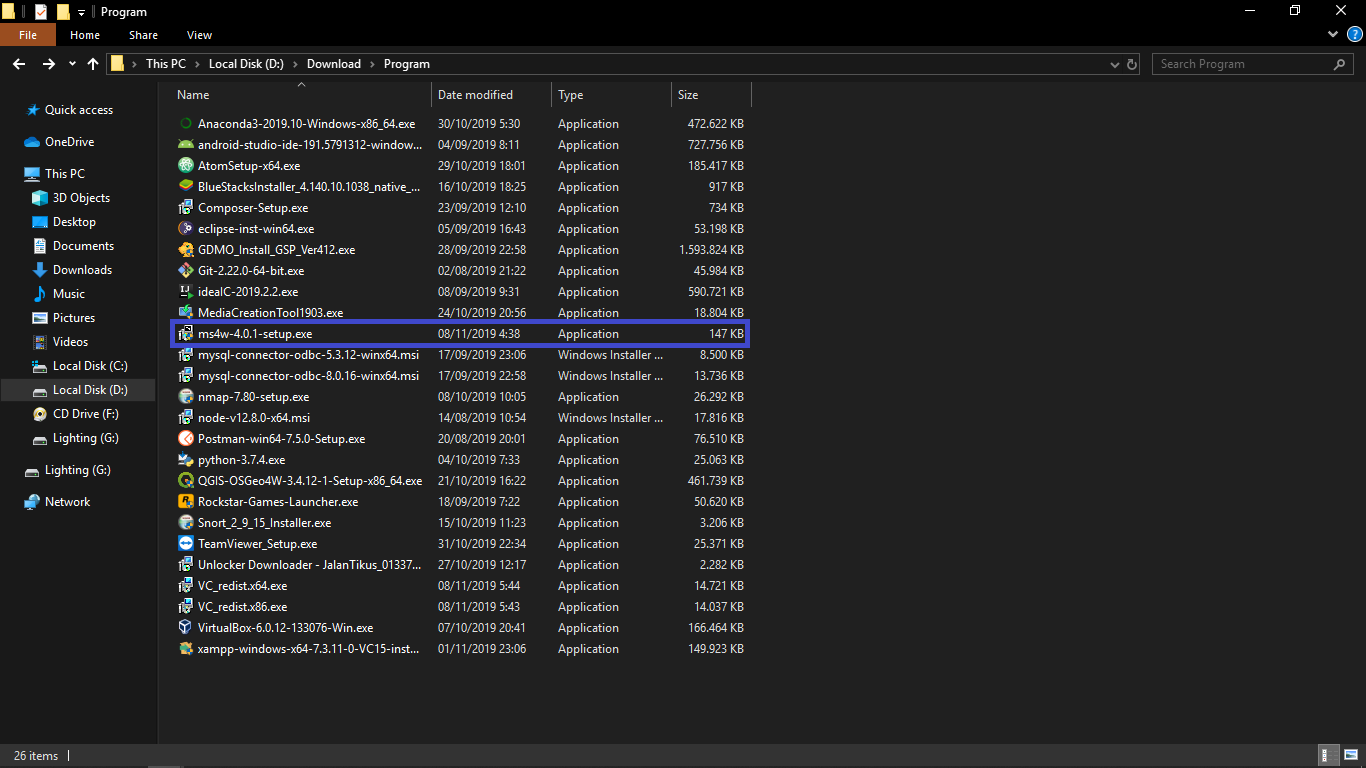 Program
File Home Share View
This PC Local Disk (D:) Download Program Search Program
Name Date modified Type Size
Quick access
OneDrive
This PC
3D Objects
Desktop
Documents
Downloads
Music
Pictures
Videos
Local Disk (C:)
Local Disk (D:)
CD Drive (F:)
Lighting (G:)
Lighting (G:)
Network
Anaconda3-2019.10-Windows-x86_64.exe 30/10/2019 5:30 Application 472.622 KB
android-studio-ide-191.5791312-window... 04/09/2019 8:11 Application 727.756 KB
AtomSetup-x64.exe 29/10/2019 18:01 Application 185.417 KB
BlueStacksInstaller_4.140.10.1038_native_... 16/10/2019 18:25 Application 917 KB
Composer-Setup.exe 23/09/2019 12:10 Application 734 KB
eclipse-inst-win64.exe 05/09/2019 16:43 Application 53.198 KB
GDMO_Install_GSP_Ver412.exe 28/09/2019 22:58 Application 1.593.824 KB
Git-2.22.0-64-bit.exe 02/08/2019 21:22 Application 45.984 KB
ideaIC-2019.2.2.exe 08/09/2019 9:31 Application 590.721 KB
MediaCreationTool1903.exe 24/10/2019 20:56 Application 18.804 KB
ms4w-4.0.1-setup.exe 08/11/2019 4:38 Application 147 KB
mysql-connector-odbc-5.3.12-winx64.msi 17/09/2019 23:06 Windows Installer ... 8.500 KB
mysql-connector-odbc-8.0.16-winx64.msi 17/09/2019 22:58 Windows Installer ... 13.736 KB
nmap-7.80-setup.exe 08/10/2019 10:05 Application 26.292 KB
node-v12.8.0-x64.msi 14/08/2019 10:54 Windows Installer ... 17.816 KB
Postman-win64-7.5.0-Setup.exe 20/08/2019 20:01 Application 76.510 KB
python-3.7.4.exe 04/10/2019 7:33 Application 25.063 KB
QGIS-OSGeo4W-3.4.12-1-Setup-x86_64.exe 21/10/2019 16:22 Application 461.739 KB
Rockstar-Games-Launcher.exe 18/09/2019 7:22 Application 50.620 KB
Snort_2_9_15_Installer.exe 15/10/2019 11:23 Application 3.206 KB
TeamViewer_Setup.exe 31/10/2019 22:34 Application 25.371 KB
Unlocker Downloader - JalanTikus_01337... 27/10/2019 12:17 Application 2.282 KB
VC_redist.x64.exe 08/11/2019 5:44 Application 14.721 KB
VC_redist.x86.exe 08/11/2019 5:43 Application 14.037 KB
VirtualBox-6.0.12-133076-Win.exe 07/10/2019 20:41 Application 166.464 KB
xampp-windows-x64-7.3.11-0-VC15-inst... 01/11/2019 23:06 Application 149.923 KB
26 items